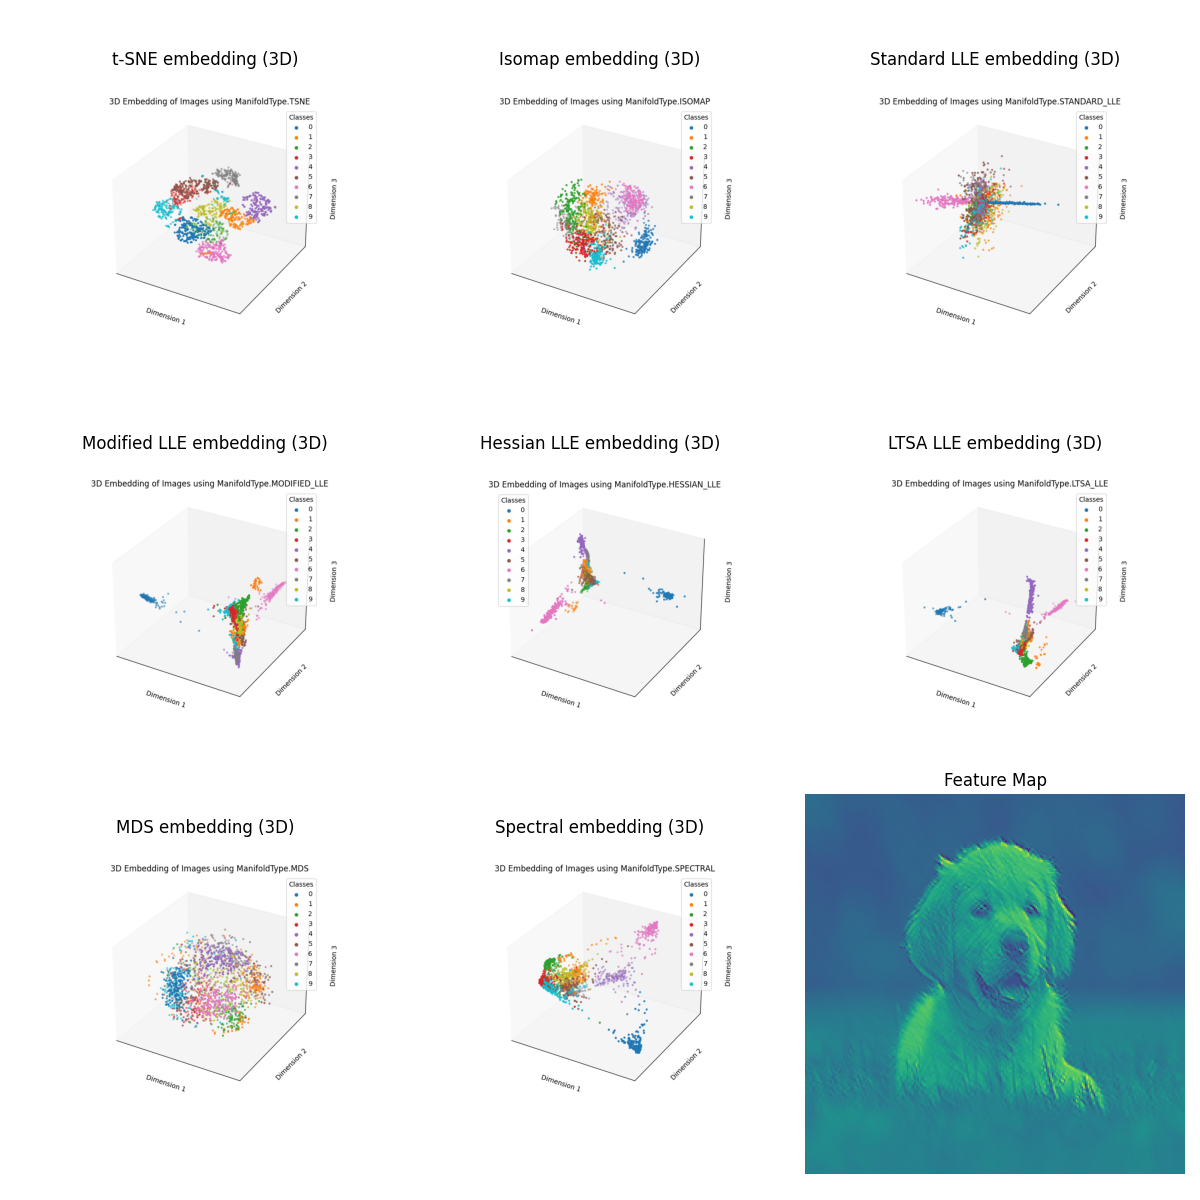 t-SNE embedding (3D)
3D Embedding of Images using ManifoldType.TSNE
Classes
0
1
2
3
4
5
6
7
8
9
Dimension 1
Dimension 2
Dimension 3
Isomap embedding (3D)
3D Embedding of Images using ManifoldType.ISOMAP
Classes
0
1
2
3
4
5
6
7
8
9
Dimension 1
Dimension 2
Dimension 3
Standard LLE embedding (3D)
3D Embedding of Images using ManifoldType.STANDARD_LLE
Classes
0
1
2
3
4
5
6
7
8
9
Dimension 1
Dimension 2
Dimension 3
Modified LLE embedding (3D)
3D Embedding of Images using ManifoldType.MODIFIED_LLE
Classes
0
1
2
3
4
5
6
7
8
9
Dimension 1
Dimension 2
Dimension 3
Hessian LLE embedding (3D)
3D Embedding of Images using ManifoldType.HESSIAN_LLE
Classes
0
1
2
3
4
5
6
7
8
9
Dimension 1
Dimension 2
Dimension 3
LTSA LLE embedding (3D)
3D Embedding of Images using ManifoldType.LTSA_LLE
Classes
0
1
2
3
4
5
6
7
8
9
Dimension 1
Dimension 2
Dimension 3
MDS embedding (3D)
3D Embedding of Images using ManifoldType.MDS
Classes
0
1
2
3
4
5
6
7
8
9
Dimension 1
Dimension 2
Dimension 3
Spectral embedding (3D)
3D Embedding of Images using ManifoldType.SPECTRAL
Classes
0
1
2
3
4
5
6
7
8
9
Dimension 1
Dimension 2
Dimension 3
Feature Map